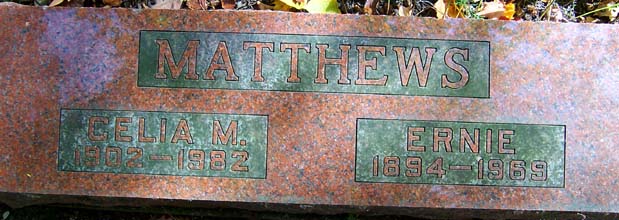 MATTHEWS
CELIA M.
1902—1982
ERNIE
1894—1969